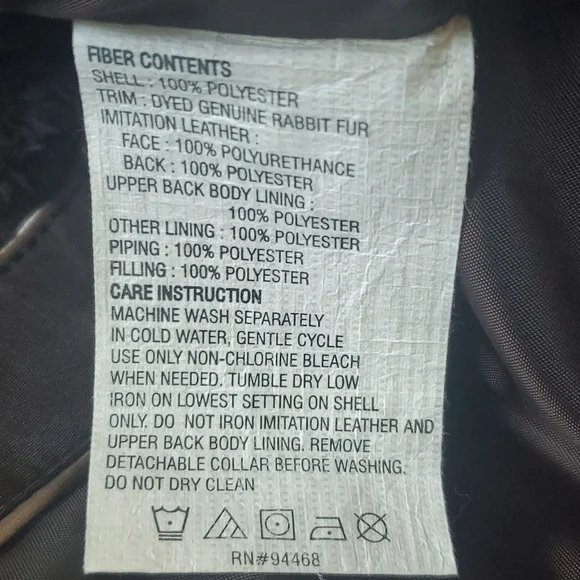 FIBER CONTENTS
SHELL : 100% POLYESTER
TRIM : DYED GENUINE RABBIT FUR
IMITATION LEATHER :
FACE : 100% POLYURETHANCE
BACK : 100% POLYESTER
UPPER BACK BODY LINING :
100% POLYESTER
OTHER LINING : 100% POLYESTER
PIPING : 100% POLYESTER
FILLING : 100% POLYESTER
CARE INSTRUCTION
MACHINE WASH SEPARATELY
IN COLD WATER, GENTLE CYCLE
USE ONLY NON-CHLORINE BLEACH
WHEN NEEDED. TUMBLE DRY LOW
IRON ON LOWEST SETTING ON SHELL
ONLY. DO NOT IRON IMITATION LEATHER AND
UPPER BACK BODY LINING. REMOVE
DETACHABLE COLLAR BEFORE WASHING.
DO NOT DRY CLEAN
RN#94468